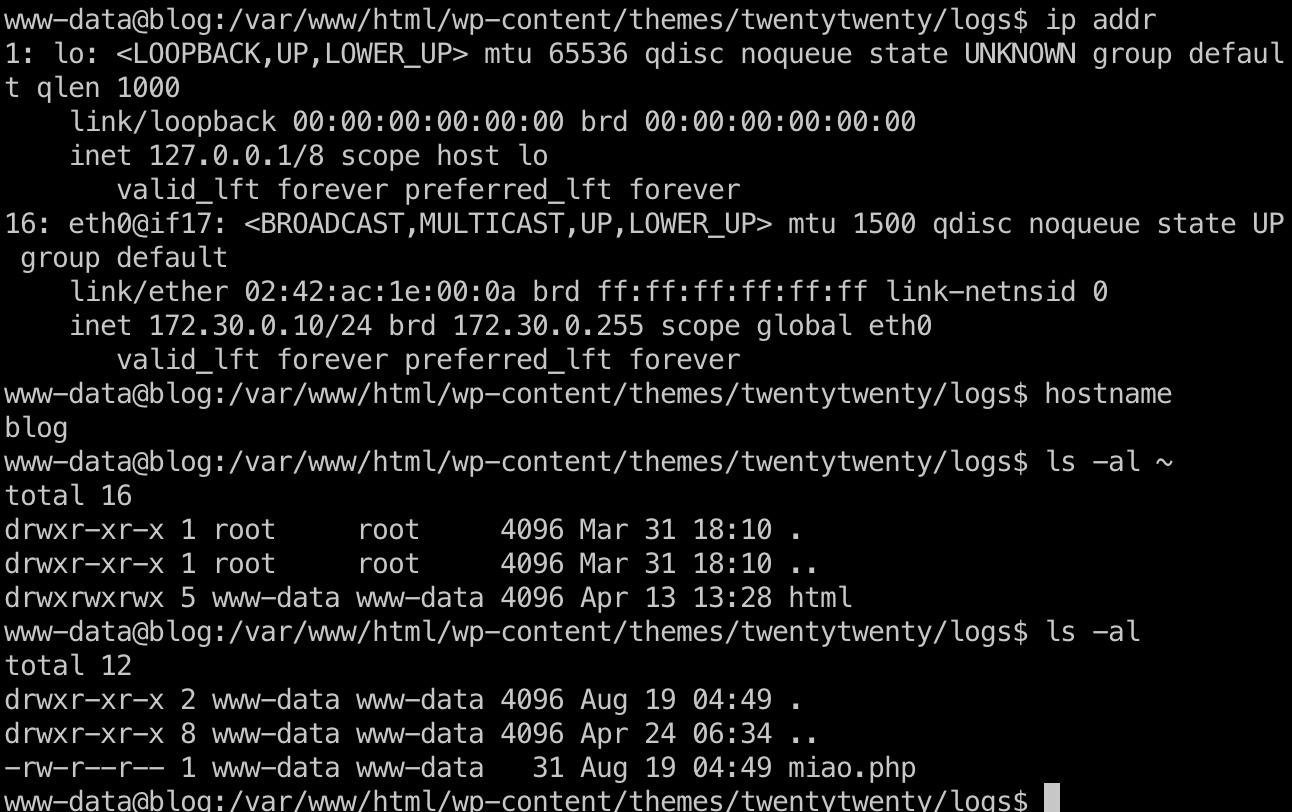 www-data@blog:/var/www/html/wp-content/themes/twentytwenty/logs$ ip addr
1: lo: <LOOPBACK,UP,LOWER_UP> mtu 65536 qdisc noqueue state UNKNOWN group defaul
t qlen 1000
    link/loopback 00:00:00:00:00:00 brd 00:00:00:00:00:00
    inet 127.0.0.1/8 scope host lo
       valid_lft forever preferred_lft forever
16: eth0@if17: <BROADCAST,MULTICAST,UP,LOWER_UP> mtu 1500 qdisc noqueue state UP
 group default
    link/ether 02:42:ac:1e:00:0a brd ff:ff:ff:ff:ff:ff link-netnsid 0
    inet 172.30.0.10/24 brd 172.30.0.255 scope global eth0
       valid_lft forever preferred_lft forever
www-data@blog:/var/www/html/wp-content/themes/twentytwenty/logs$ hostname
blog
www-data@blog:/var/www/html/wp-content/themes/twentytwenty/logs$ ls -al ~
total 16
drwxr-xr-x 1 root     root     4096 Mar 31 18:10 .
drwxr-xr-x 1 root     root     4096 Mar 31 18:10 ..
drwxrwxrwx 5 www-data www-data 4096 Apr 13 13:28 html
www-data@blog:/var/www/html/wp-content/themes/twentytwenty/logs$ ls -al
total 12
drwxr-xr-x 2 www-data www-data 4096 Aug 19 04:49 .
drwxr-xr-x 8 www-data www-data 4096 Apr 24 06:34 ..
-rw-r--r-- 1 www-data www-data   31 Aug 19 04:49 miao.php
www-data@blog:/var/www/html/wp-content/themes/twentytwenty/logs$